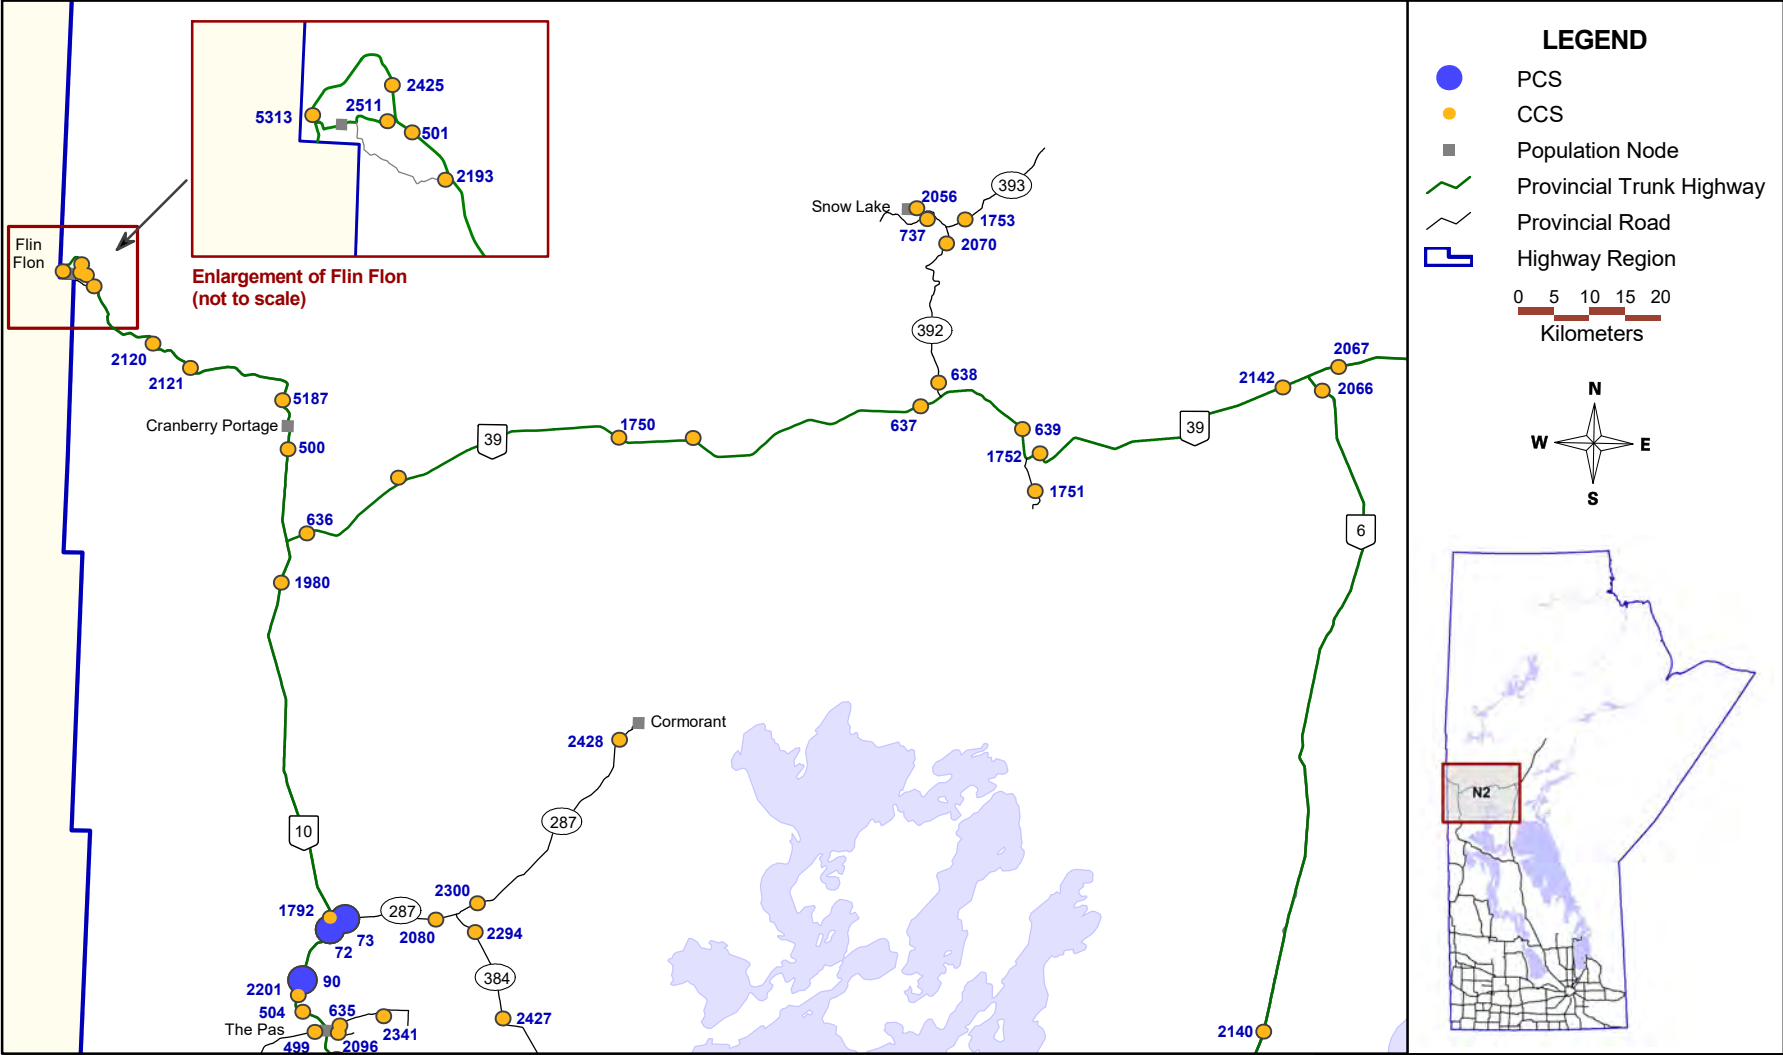 2425
2511
5313
501
2193
Flin
Flon
Enlargement of Flin Flon
(not to scale)
2120
2121
5187
Cranberry Portage
500
39
1750
636
1980
Snow Lake
2056
737
1753
2070
393
392
638
637
639
1752
1751
39
2142
2067
2066
6
Cormorant
2428
287
10
2300
1792
287
2080
73
72
2294
90
2201
384
504
635
The Pas
499
2096
2341
2427
2140
LEGEND
PCS
CCS
Population Node
Provincial Trunk Highway
Provincial Road
Highway Region
0 5 10 15 20
Kilometers
N
W E
S
N2